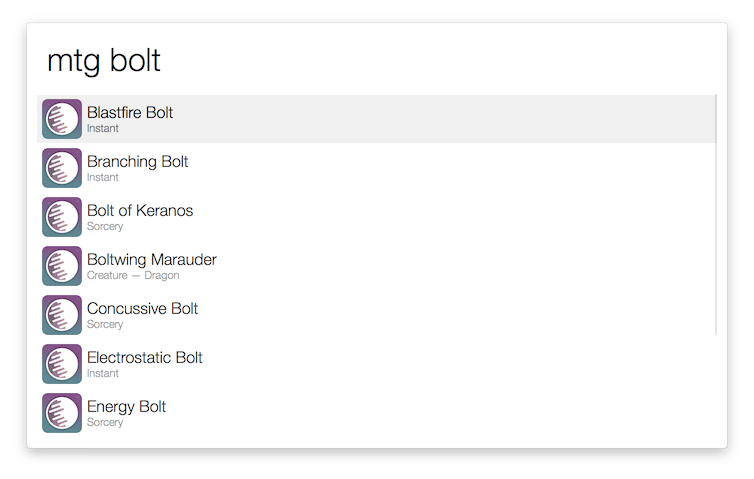 mtg bolt
Blastfire Bolt
Instant
Branching Bolt
Instant
Bolt of Keranos
Sorcery
Boltwing Marauder
Creature — Dragon
Concussive Bolt
Sorcery
Electrostatic Bolt
Instant
Energy Bolt
Sorcery